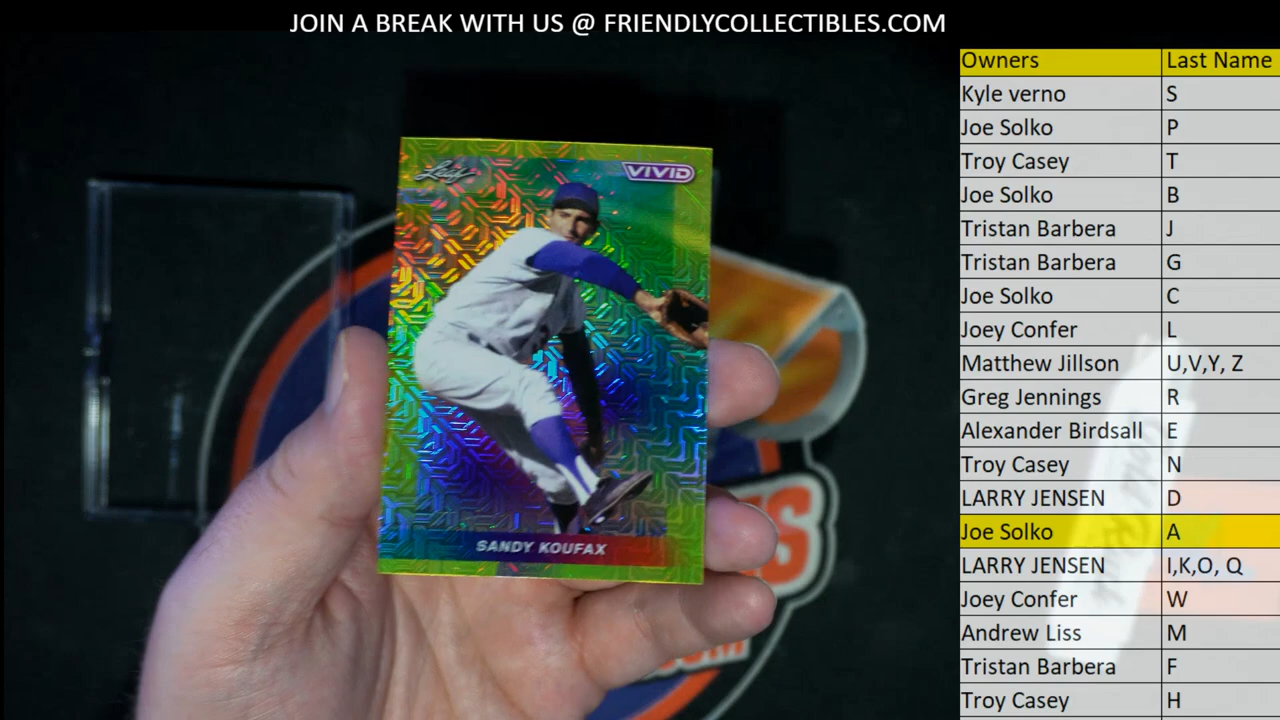 JOIN A BREAK WITH US @ FRIENDLYCOLLECTIBLES.COM
Leaf
VIVID
SANDY KOUFAX
Owners Last Name
Kyle verno S
Joe Solko P
Troy Casey T
Joe Solko B
Tristan Barbera J
Tristan Barbera G
Joe Solko C
Joey Confer L
Matthew Jillson U,V,Y, Z
Greg Jennings R
Alexander Birdsall E
Troy Casey N
LARRY JENSEN D
Joe Solko A
LARRY JENSEN I,K,O, Q
Joey Confer W
Andrew Liss M
Tristan Barbera F
Troy Casey H